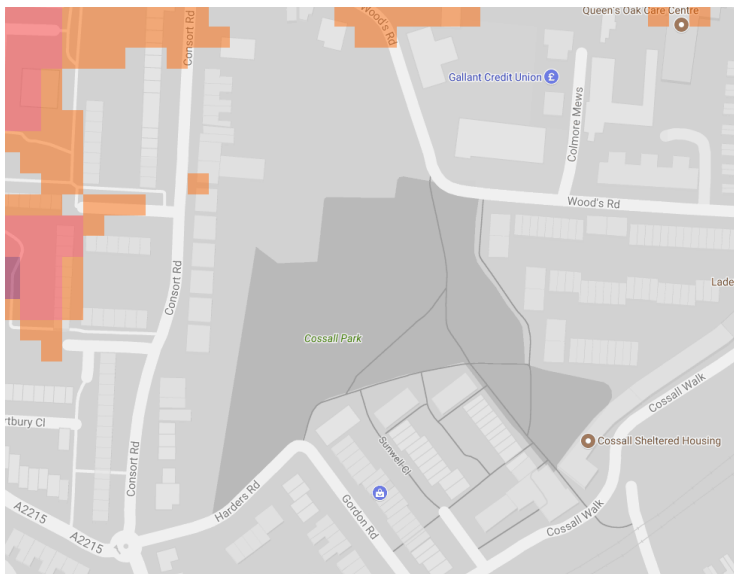 Queen's Oak Care Centre
Wood's Rd
Consort Rd
Gallant Credit Union
£
Colmore Mews
Wood's Rd
Consort Rd
Lade
Cossall Park
Cossall Walk
rtbury Cl
Consort Rd
Sunwell Cl
Cossall Sheltered Housing
Harders Rd
Gordon Rd
A2215
A2215
Cossall Walk